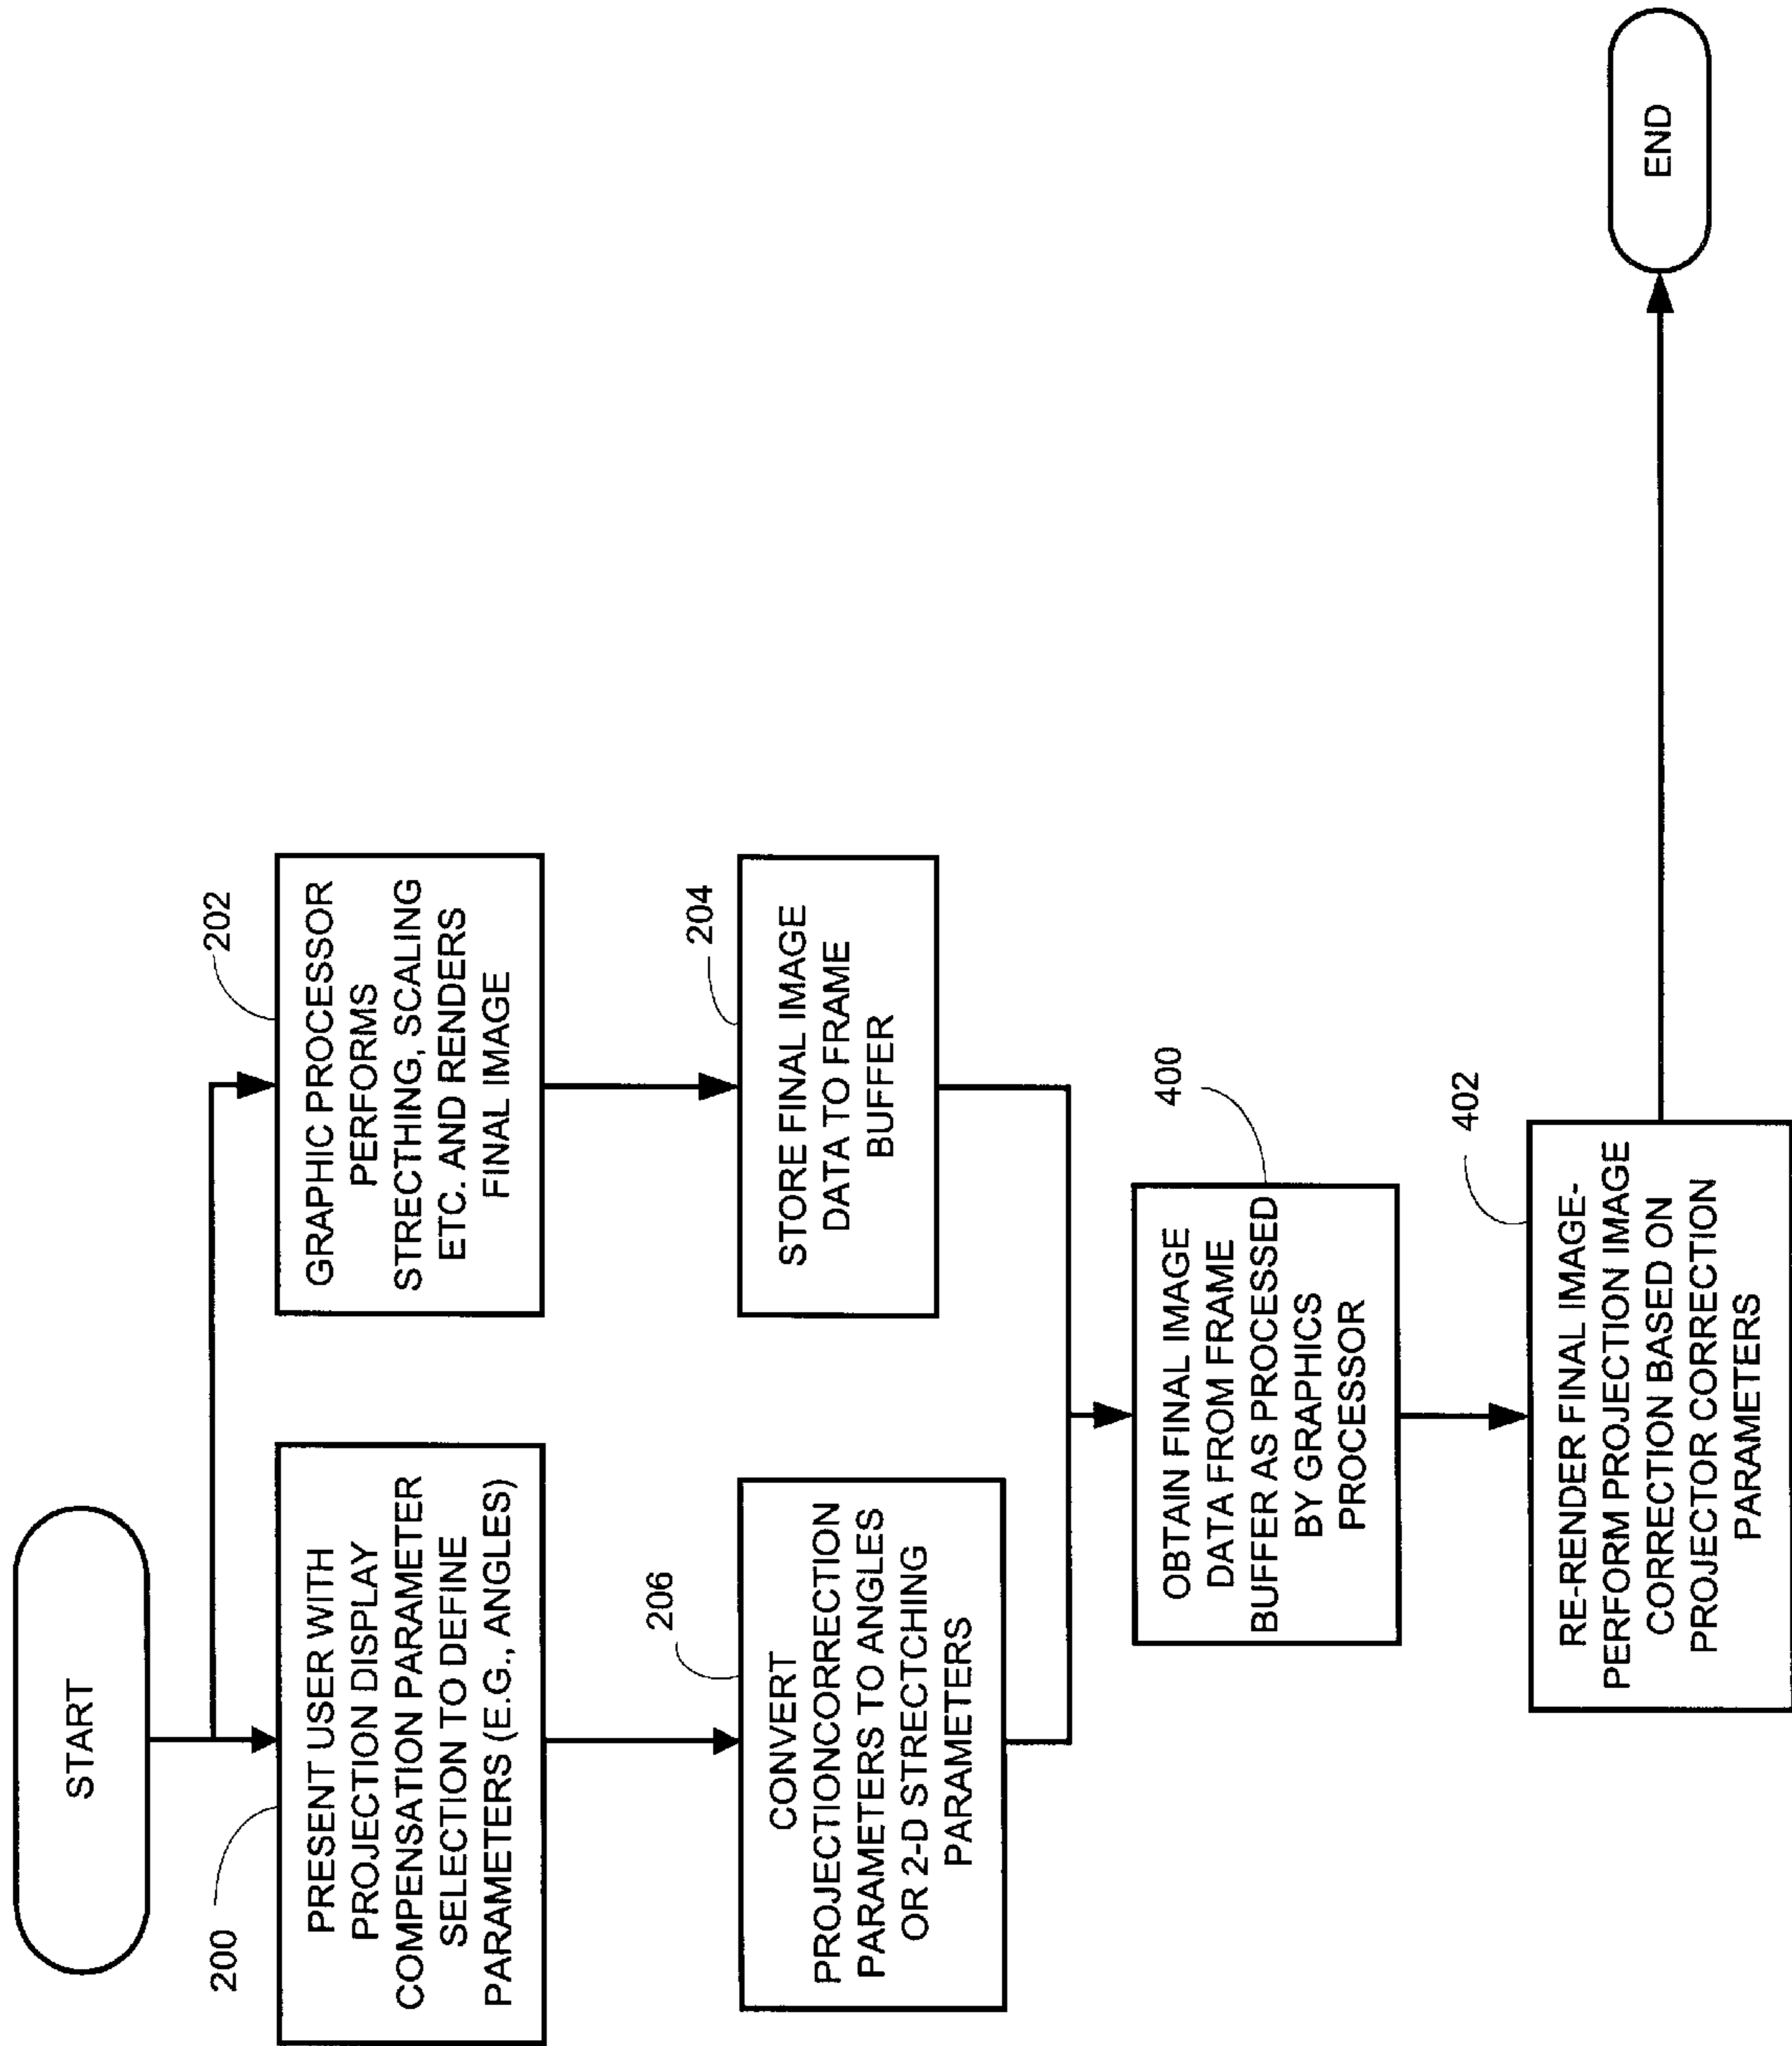 START
200
PRESENT USER WITH
PROJECTION DISPLAY
COMPENSATION PARAMETER
SELECTION TO DEFINE
PARAMETERS (E.G., ANGLES)
202
GRAPHIC PROCESSOR
PERFORMS
STRECTHING, SCALING
ETC. AND RENDERS
FINAL IMAGE
206
CONVERT
PROJECTIONCORRECTION
PARAMETERS TO ANGLES
OR 2-D STRECTCHING
PARAMETERS
204
STORE FINAL IMAGE
DATA TO FRAME
BUFFER
400
OBTAIN FINAL IMAGE
DATA FROM FRAME
BUFFER AS PROCESSED
BY GRAPHICS
PROCESSOR
402
RE-RENDER FINAL IMAGE-
PERFORM PROJECTION IMAGE
CORRECTION BASED ON
PROJECTOR CORRECTION
PARAMETERS
END